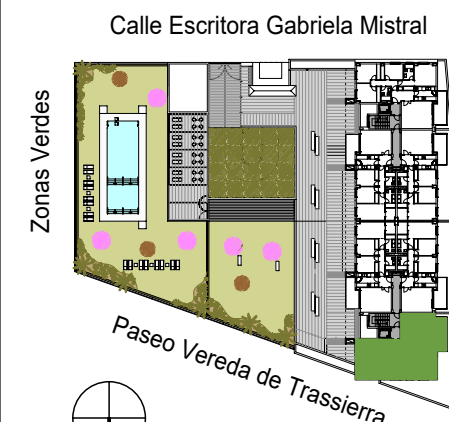 Calle Escritora Gabriela Mistral
Zonas Verdes
Paseo Vereda de Trassierra